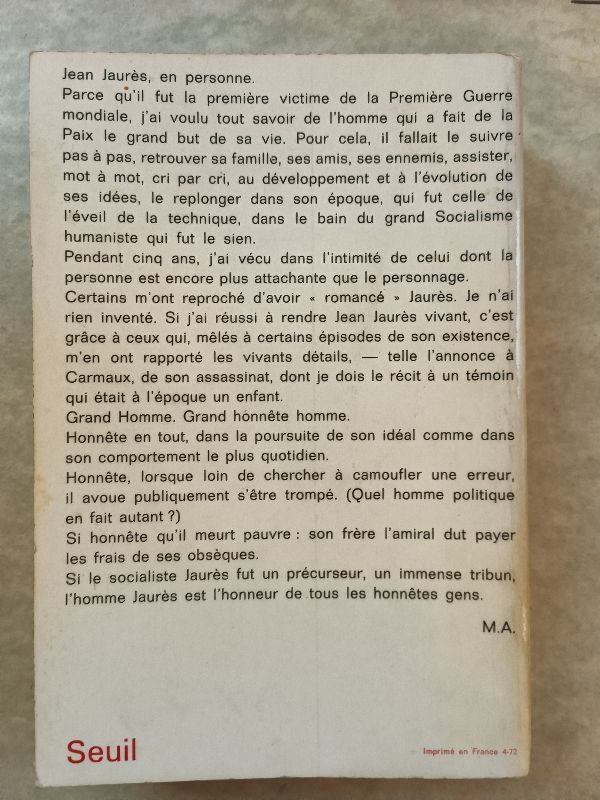 Jean Jaurès, en personne.
Parce qu'il fut la première victime de la Première Guerre
mondiale, j'ai voulu tout savoir de l'homme qui a fait de la
Paix le grand but de sa vie. Pour cela, il fallait le suivre
pas à pas, retrouver sa famille, ses amis, ses ennemis, assister,
mot à mot, cri par cri, au développement et à l'évolution de
ses idées, le replonger dans son époque, qui fut celle de
l'éveil de la technique, dans le bain du grand Socialisme
humaniste qui fut le sien.
Pendant cinq ans, j'ai vécu dans l'intimité de celui dont la
personne est encore plus attachante que le personnage.
Certains m'ont reproché d'avoir « romancé » Jaurès. Je n'ai
rien inventé. Si j'ai réussi à rendre Jean Jaurès vivant, c'est
grâce à ceux qui, mêlés à certains épisodes de son existence,
m'en ont rapporté les vivants détails, — telle l'annonce à
Carmaux, de son assassinat, dont je dois le récit à un témoin
qui était à l'époque un enfant.
Grand Homme. Grand honnête homme.
Honnête en tout, dans la poursuite de son idéal comme dans
son comportement le plus quotidien.
Honnête, lorsque loin de chercher à camoufler une erreur,
il avoue publiquement s'être trompé. (Quel homme politique
en fait autant ?)
Si honnête qu'il meurt pauvre : son frère l'amiral dut payer
les frais de ses obsèques.
Si le socialiste Jaurès fut un précurseur, un immense tribun,
l'homme Jaurès est l'honneur de tous les honnêtes gens.
M.A.
Seuil
Imprimé en France 4-72